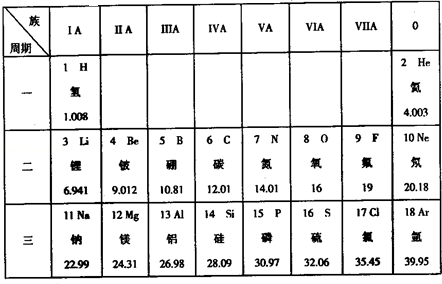 族
周期
I A
II A
IIIA
IVA
VA
VIA
VIIA
0
一
1 H
氢
1.008
2 He
氦
4.003
二
3 Li
锂
6.941
4 Be
铍
9.012
5 B
硼
10.81
6 C
碳
12.01
7 N
氮
14.01
8 O
氧
16
9 F
氟
19
10 Ne
氖
20.18
三
11 Na
钠
22.99
12 Mg
镁
24.31
13 Al
铝
26.98
14 Si
硅
28.09
15 P
磷
30.97
16 S
硫
32.06
17 Cl
氯
35.45
18 Ar
氩
39.95